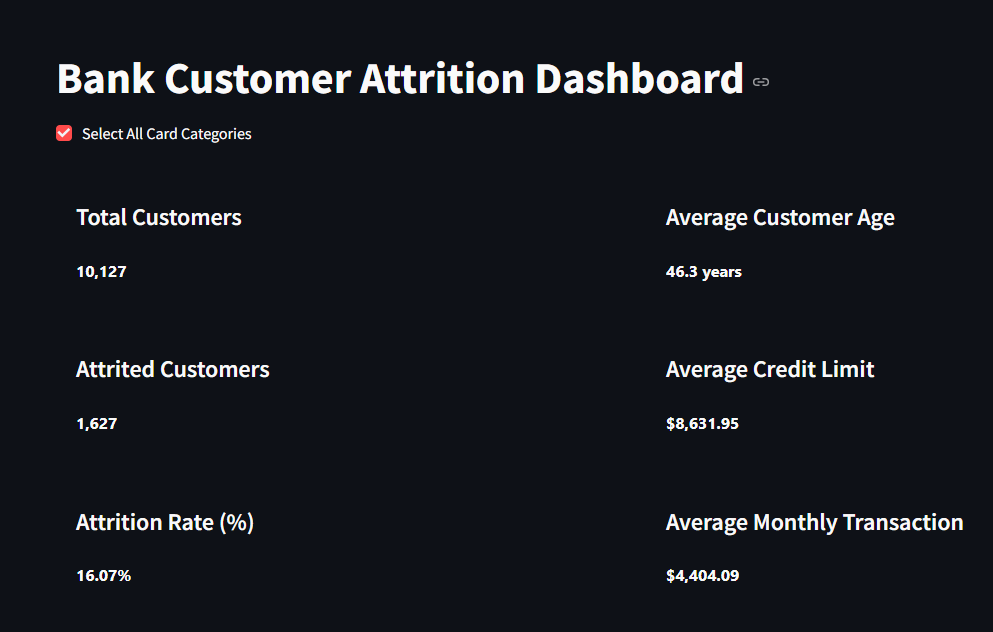 Bank Customer Attrition Dashboard
Select All Card Categories
Total Customers
10,127
Average Customer Age
46.3 years
Attrited Customers
1,627
Average Credit Limit
$8,631.95
Attrition Rate (%)
16.07%
Average Monthly Transaction
$4,404.09